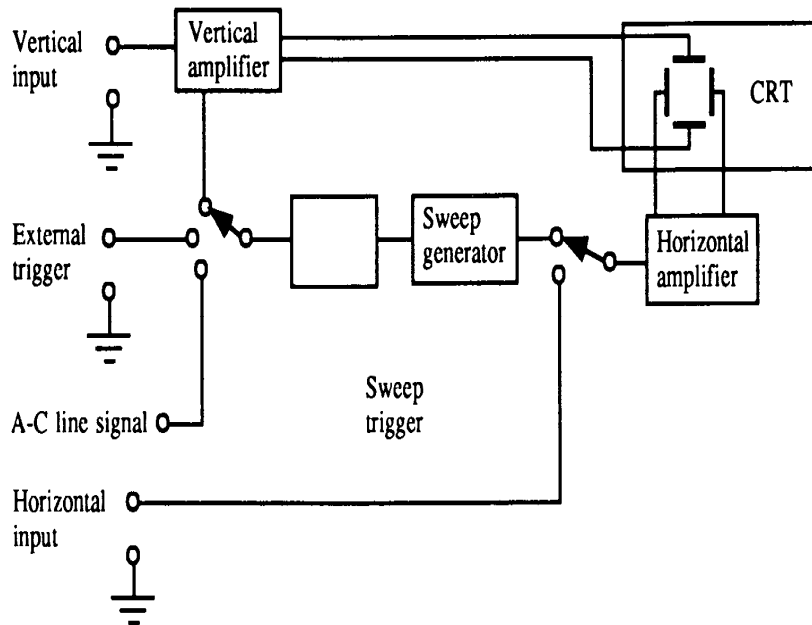 Vertical
input
Vertical
amplifier
CRT
External
trigger
Sweep
generator
Horizontal
amplifier
Sweep
trigger
A-C line signal
Horizontal
input